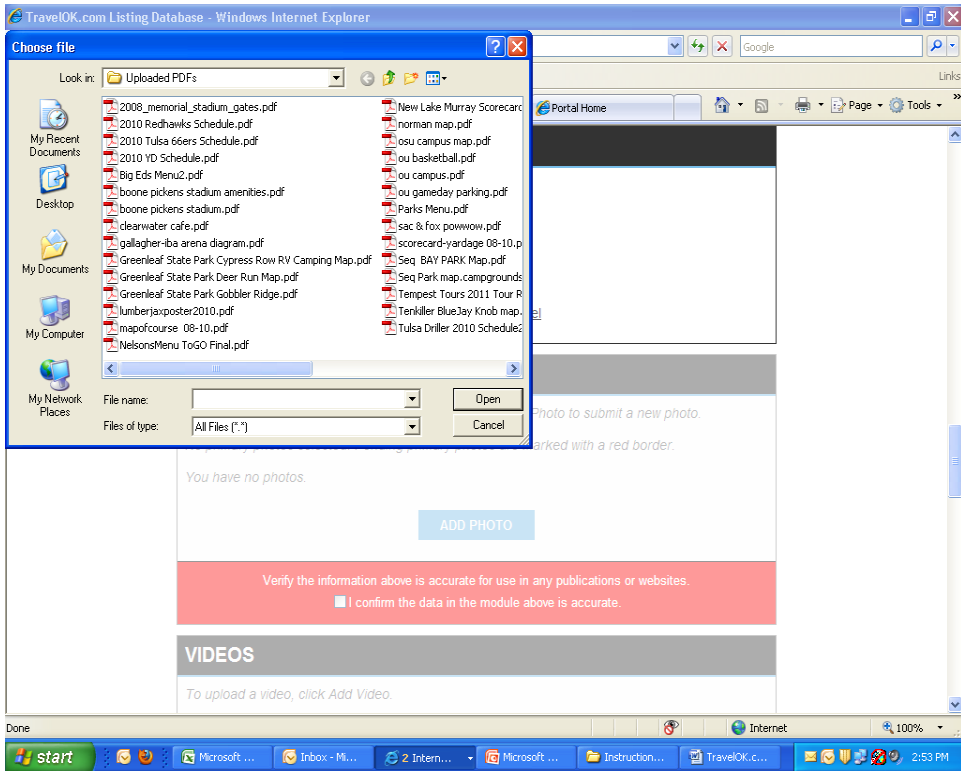 TravelOK.com Listing Database - Windows Internet Explorer
Choose file
Look in:
Uploaded PDFs
My Recent
Documents
Desktop
My Documents
My Computer
My Network
Places
2008_memorial_stadium_gates.pdf
2010 Redhawks Schedule.pdf
2010 Tulsa 66ers Schedule.pdf
2010 YD Schedule.pdf
Big Eds Menu2.pdf
boone pickens stadium amenities.pdf
boone pickens stadium.pdf
clearwater cafe.pdf
gallagher-iba arena diagram.pdf
Greenleaf State Park Cypress Row RV Camping Map.pdf
Greenleaf State Park Deer Run Map.pdf
Greenleaf State Park Gobbler Ridge.pdf
lumberjaxposter2010.pdf
mapofcourse 08-10.pdf
NelsonsMenu ToGO Final.pdf
New Lake Murray Scorecard
norman map.pdf
osu campus map.pdf
ou basketball.pdf
ou campus.pdf
ou gameday parking.pdf
Parks Menu.pdf
sac & fox powwow.pdf
scorecard-yardage 08-10.p
Seq BAY PARK Map.pdf
Seq Park map.campgrounds
Tempest Tours 2011 Tour R
Tenkiller BlueJay Knob map.
Tulsa Driller 2010 Schedule2
File name:
Open
Files of type:
All Files (*.*)
Cancel
Google
Links
Portal Home
Page
Tools
el
Photo to submit a new photo.
marked with a red border.
You have no photos.
ADD PHOTO
Verify the information above is accurate for use in any publications or websites.
I confirm the data in the module above is accurate.
VIDEOS
To upload a video, click Add Video.
Done
Internet
100%
start
Microsoft ...
Inbox - Mi...
2 Intern...
Microsoft ...
Instruction...
TravelOK.c...
2:53 PM